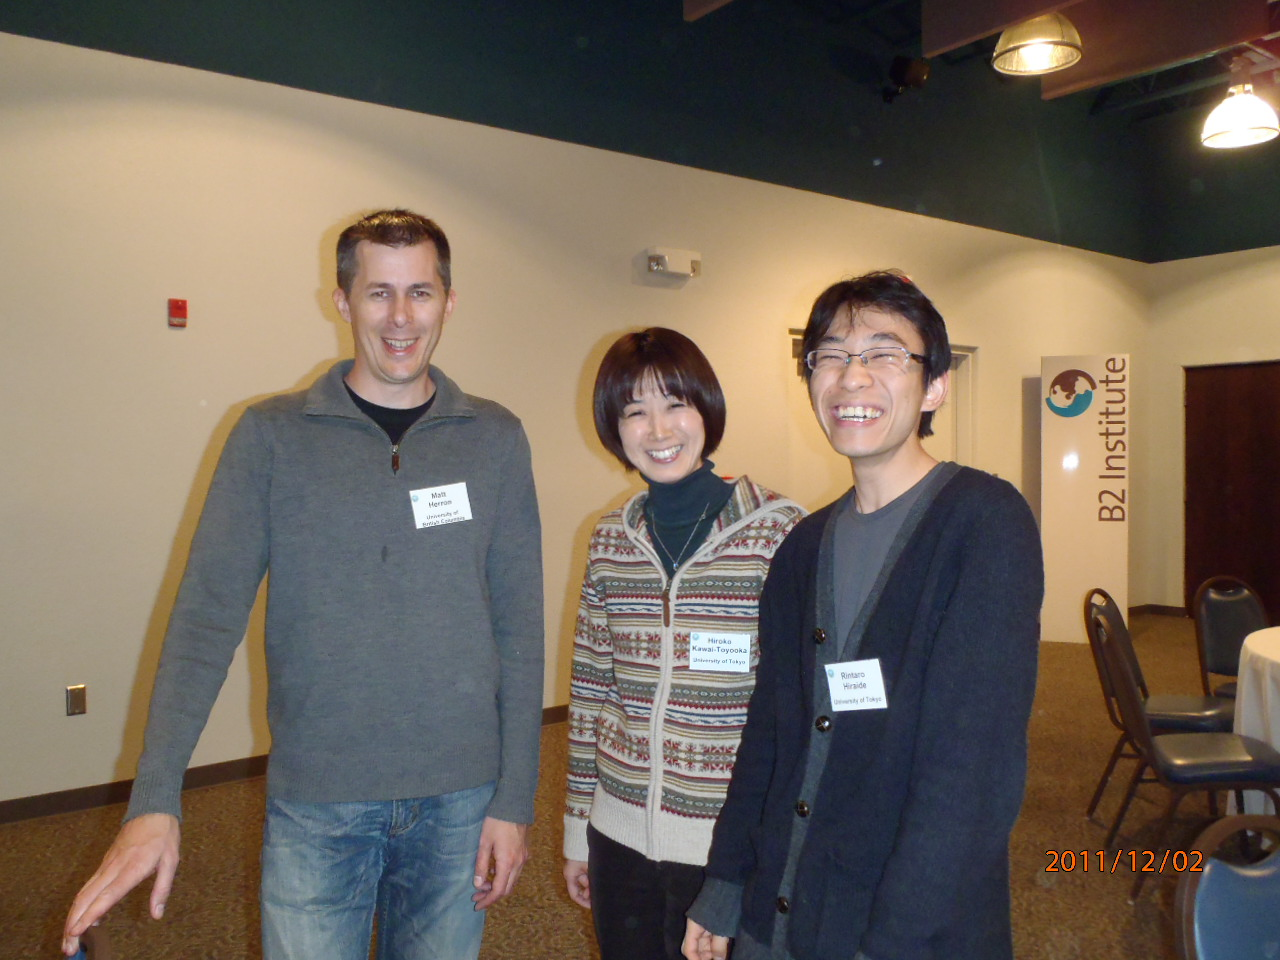 Matt
Herron
University of
British Columbia
Hiroko
Kawai-Toyooka
University of Tokyo
Rintaro
Hiraide
University of Tokyo
B2 Institute
2011/12/02